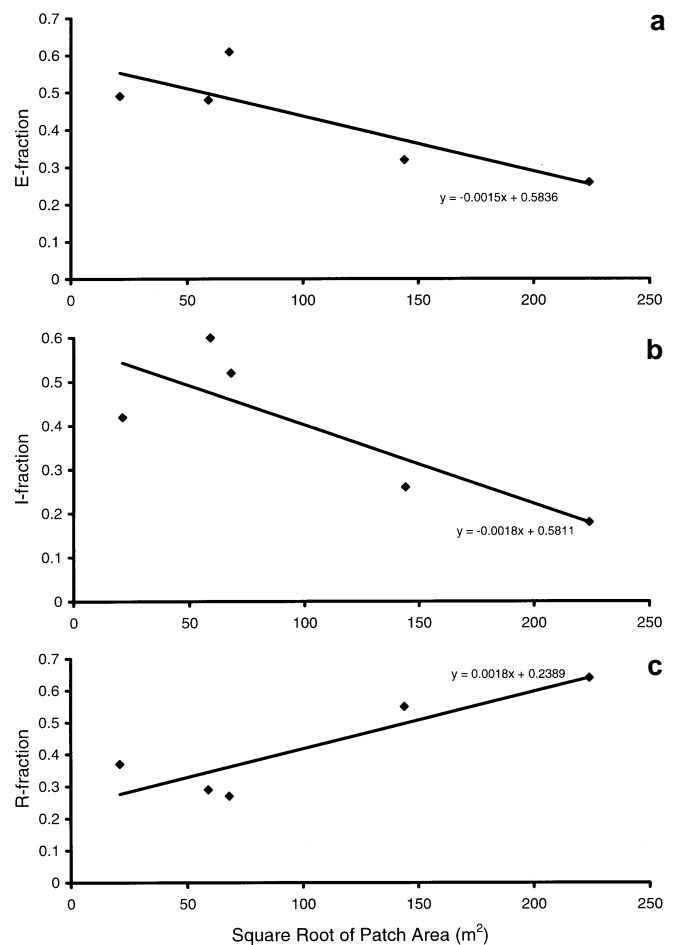 a
0.7
0.6
0.5
0.4
0.3
0.2
0.1
0
E-fraction
y = -0.0015x + 0.5836
0 50 100 150 200 250
b
0.6
0.5
0.4
0.3
0.2
0.1
0
I-fraction
y = -0.0018x + 0.5811
0 50 100 150 200 250
c
0.7
0.6
0.5
0.4
0.3
0.2
0.1
0
R-fraction
y = 0.0018x + 0.2389
0 50 100 150 200 250
Square Root of Patch Area (m²)